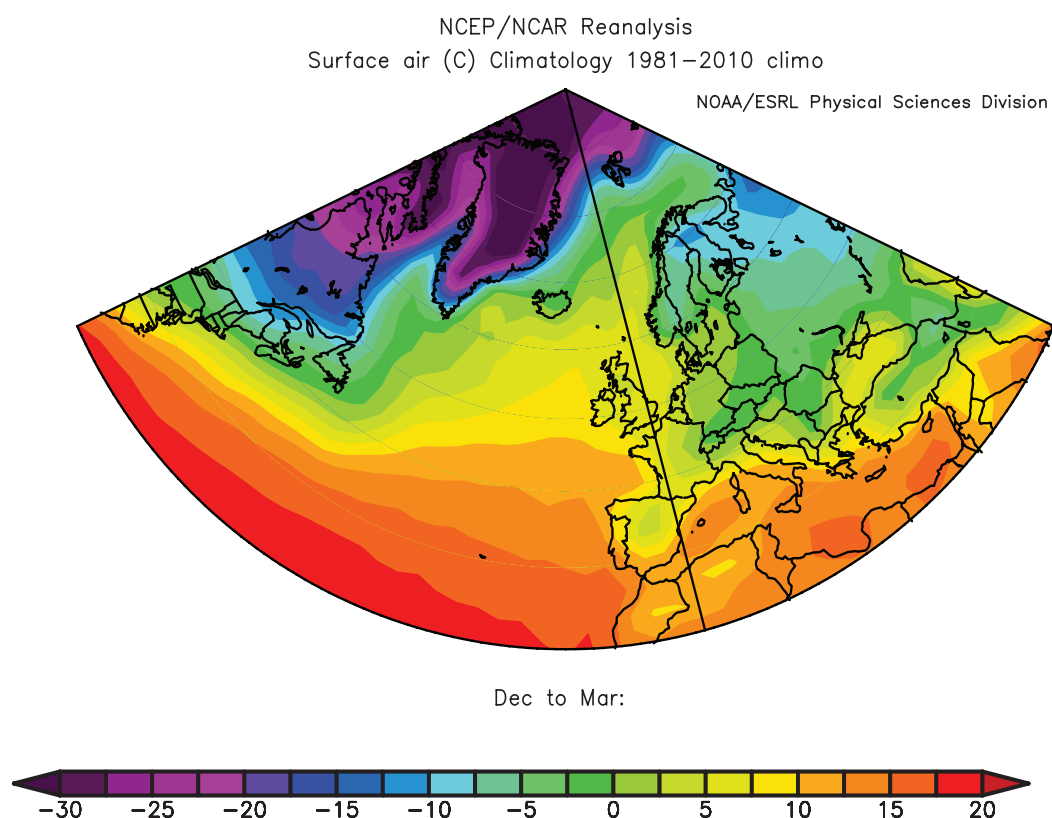 NCEP/NCAR Reanalysis
Surface air (C) Climatology 1981−2010 climo
NOAA/ESRL Physical Sciences Division
Dec to Mar:
−30 −25 −20 −15 −10 −5 0 5 10 15 20